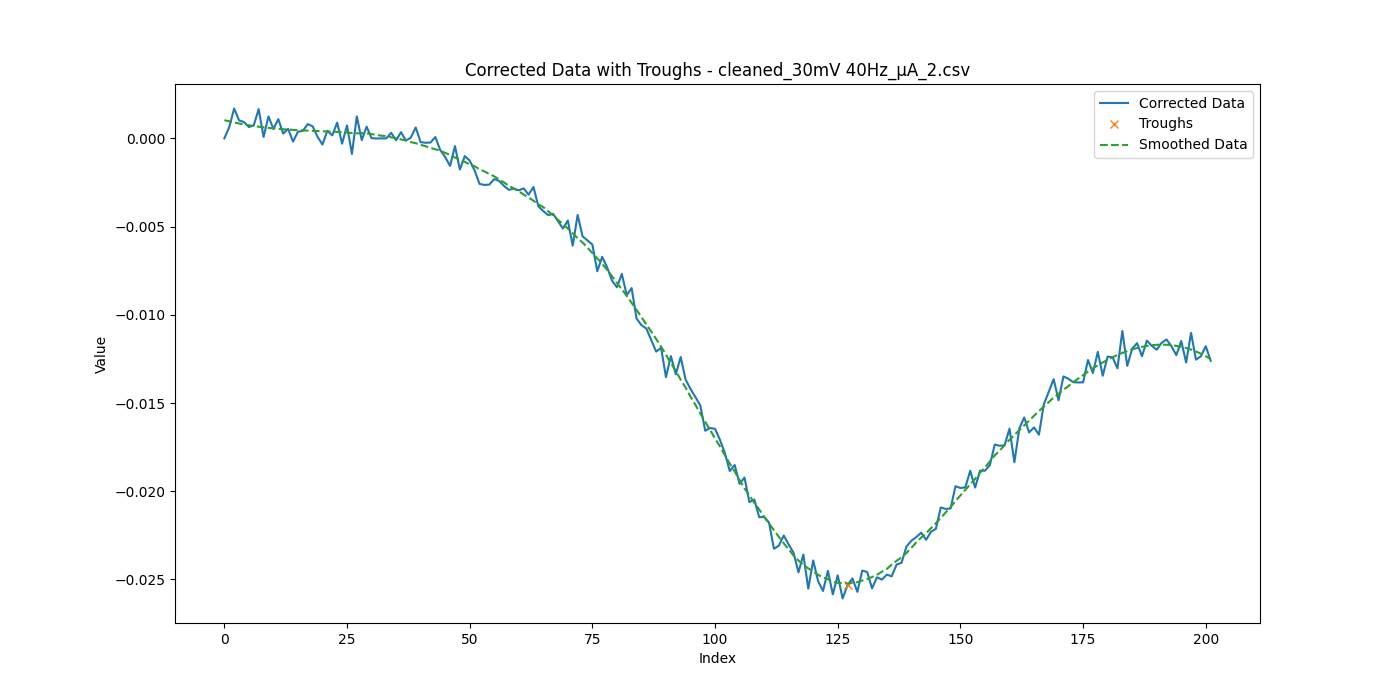 Corrected Data with Troughs - cleaned_30mV 40Hz_µA_2.csv
Corrected Data
Troughs
Smoothed Data
Value
0.000
−0.005
−0.010
−0.015
−0.020
−0.025
0 25 50 75 100 125 150 175 200
Index